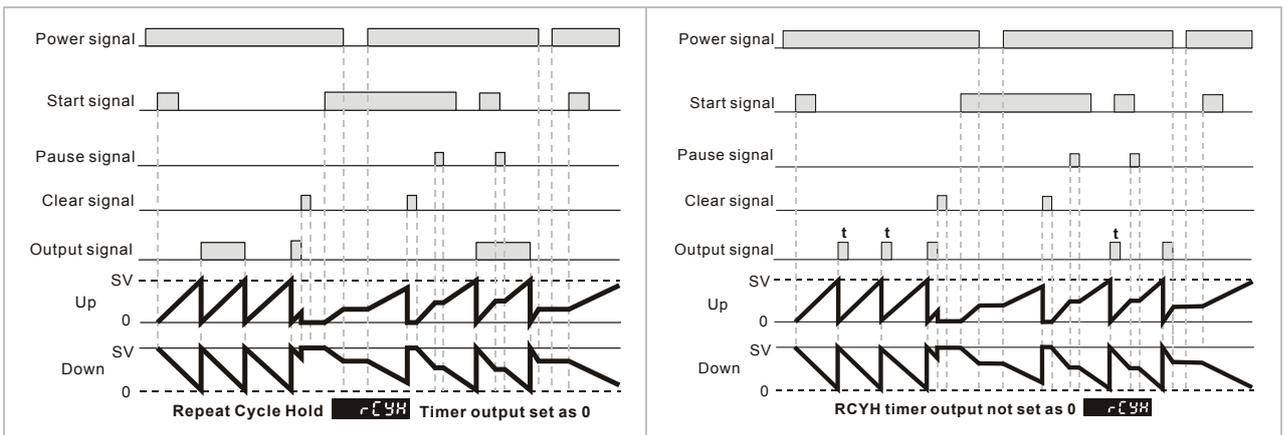 Power signal
Start signal
Pause signal
Clear signal
Output signal
SV
Up
0
SV
Down
0
Repeat Cycle Hold rCYH Timer output set as 0
Power signal
Start signal
Pause signal
Clear signal
t t t
Output signal
SV
Up
0
SV
Down
0
RCYH timer output not set as 0 rCYH